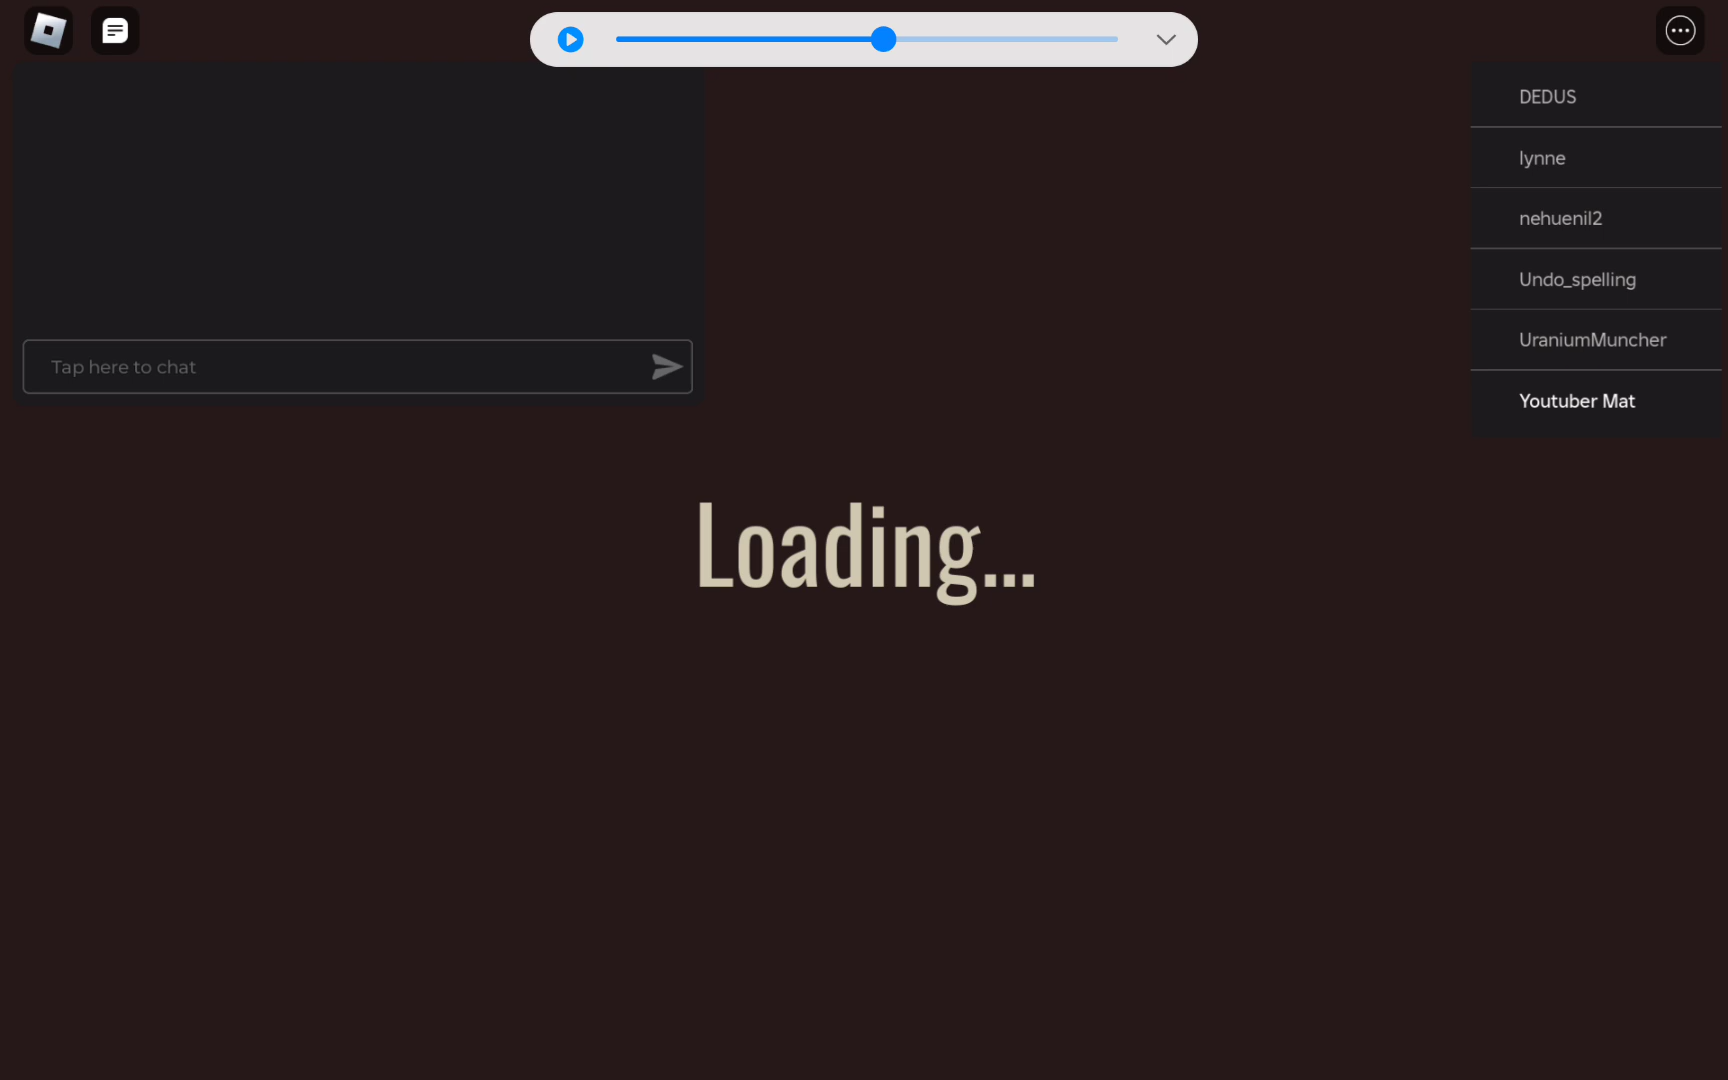 DEDUS
lynne
nehuenil2
Undo_spelling
UraniumMuncher
Youtuber Mat
Tap here to chat
Loading...